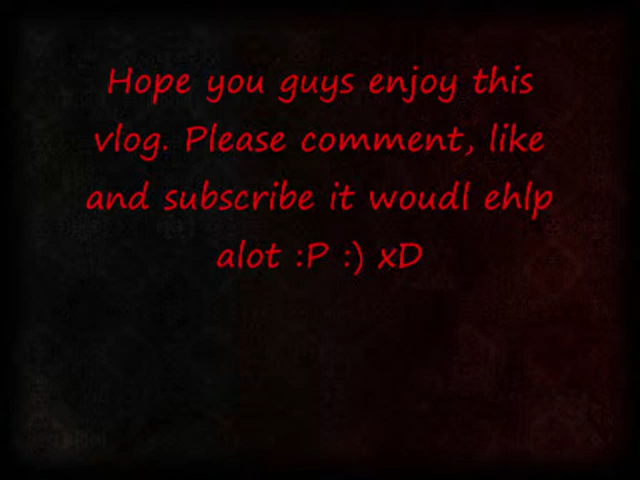 Hope you guys enjoy this
vlog. Please comment, like
and subscribe it woudl ehlp
alot :P :) xD